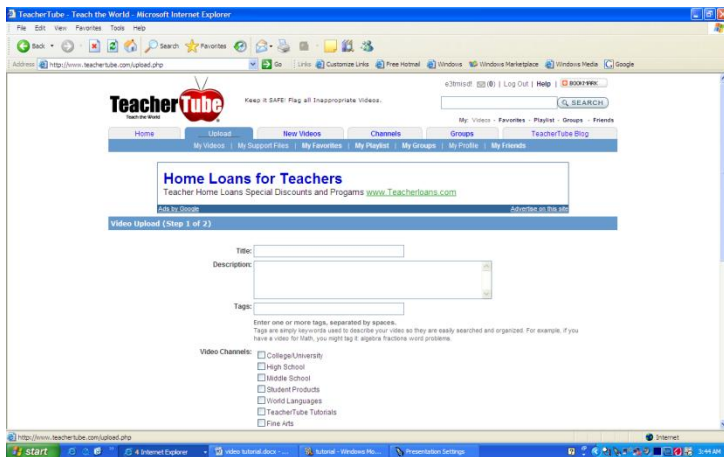 TeacherTube - Teach the World - Microsoft Internet Explorer
File Edit View Favorites Tools Help
Back Search Favorites
Address http://www.teachertube.com/upload.php Go Links Customize Links Free Hotmail Windows Windows Marketplace Windows Media Google
TeacherTube
Teach the World
Keep it SAFE: Flag all Inappropriate Videos.
(0) | Log Out | Help | BOOKMARK
SEARCH
My: Videos - Favorites - Playlist - Groups - Friends
Home Upload New Videos Channels Groups TeacherTube Blog
My Videos | My Support Files | My Favorites | My Playlist | My Groups | My Profile | My Friends
Home Loans for Teachers
Teacher Home Loans Special Discounts and Progams www.Teacherloans.com
Ads by Google Advertise on this site
Video Upload (Step 1 of 2)
Title:
Description:
Tags:
Enter one or more tags, separated by spaces.
Tags are simply keywords used to describe your video so they are easily searched and organized. For example, if you
have a video for Math, you might tag it: algebra fractions word problems.
Video Channels: College/University
High School
Middle School
Student Products
World Languages
TeacherTube Tutorials
Fine Arts
http://www.teachertube.com/upload.php Internet
start 4 Internet Explorer video tutorial.docx - ... tutorial - Windows Mo... Presentation Settings 3:44 AM